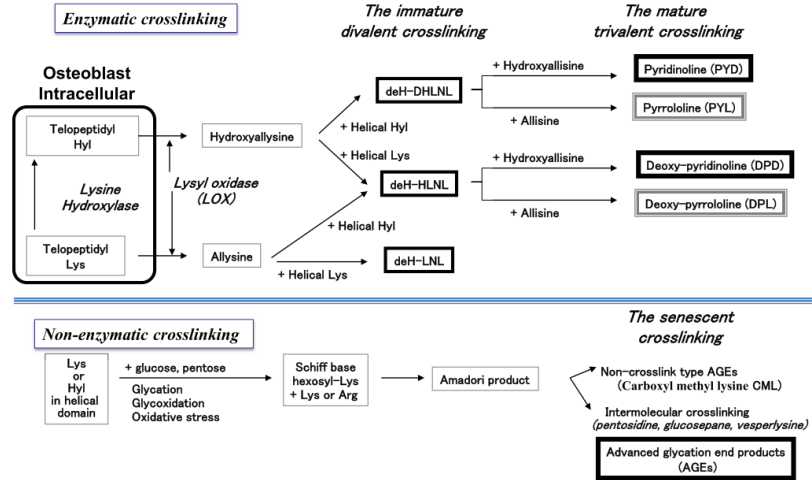 Enzymatic crosslinking
The immature
divalent crosslinking
The mature
trivalent crosslinking
Osteoblast
Intracellular
Telopeptidyl
Hyl
Lysine
Hydroxylase
Telopeptidyl
Lys
Lysyl oxidase
(LOX)
Hydroxyallysine
Allysine
+ Helical Hyl
+ Helical Lys
+ Helical Hyl
+ Helical Lys
deH-DHLNL
deH-HLNL
deH-LNL
+ Hydroxyallisine
+ Allisine
+ Hydroxyallisine
+ Allisine
Pyridinoline (PYD)
Pyrrololine (PYL)
Deoxy-pyridinoline (DPD)
Deoxy-pyrrololine (DPL)
Non-enzymatic crosslinking
The senescent
crosslinking
Lys
or
Hyl
in helical
domain
+ glucose, pentose
Glycation
Glycoxidation
Oxidative stress
Schiff base
hexosyl-Lys
+ Lys or Arg
Amadori product
Non-crosslink type AGEs
(Carboxyl methyl lysine CML)
Intermolecular crosslinking
(pentosidine, glucosepane, vesperlysine)
Advanced glycation end products
(AGEs)